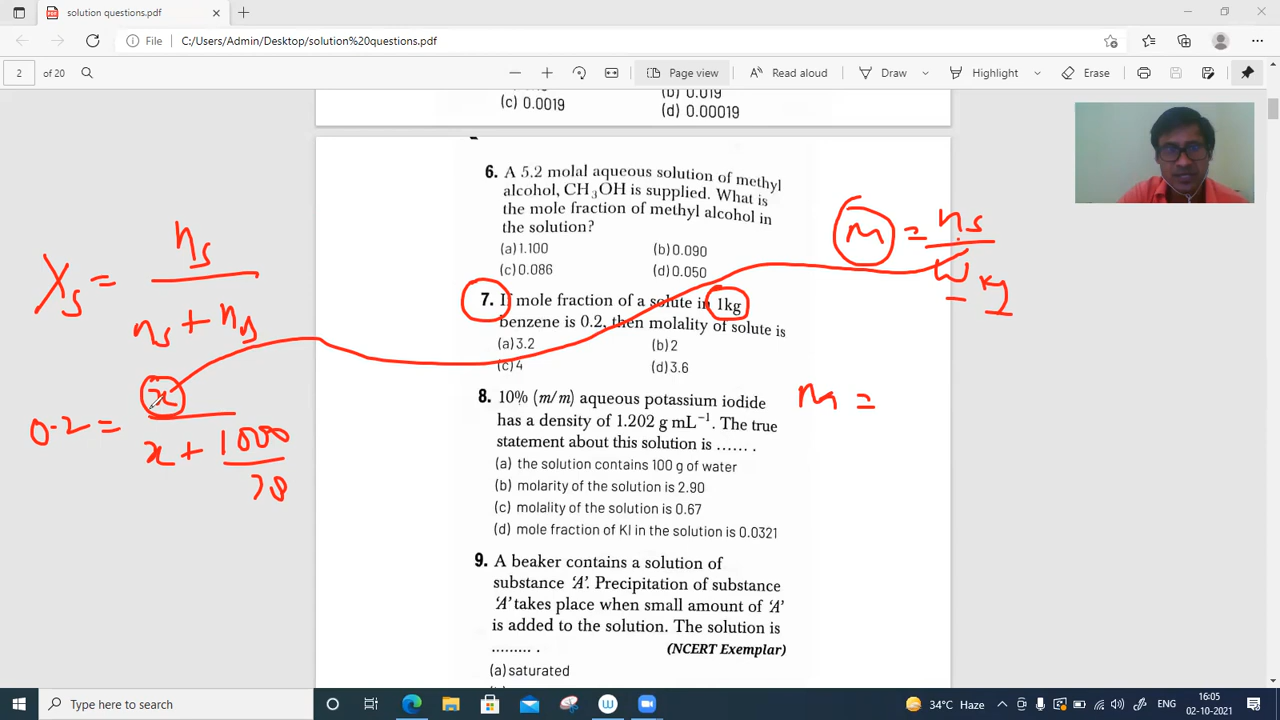 solution questions.pdf
File C:/Users/Admin/Desktop/solution%20questions.pdf
2 of 20 Page view Read aloud Draw Highlight Erase
(c) 0.0019
(b) 0.019
(d) 0.00019
6. A 5.2 molal aqueous solution of methyl
alcohol, CH₃OH is supplied. What is
the mole fraction of methyl alcohol in
the solution?
(a) 1.100 (b) 0.090
(c) 0.086 (d) 0.050
7. If mole fraction of a solute in 1kg
benzene is 0.2, then molality of solute is
(a) 3.2 (b) 2
(c) 4 (d) 3.6
8. 10% (m/m) aqueous potassium iodide
has a density of 1.202 g mL⁻¹. The true
statement about this solution is ...... .
(a) the solution contains 100 g of water
(b) molarity of the solution is 2.90
(c) molality of the solution is 0.67
(d) mole fraction of KI in the solution is 0.0321
9. A beaker contains a solution of
substance 'A'. Precipitation of substance
'A' takes place when small amount of 'A'
is added to the solution. The solution is
......... . (NCERT Exemplar)
(a) saturated
Xs = ns
ns + n
0.2 = x
x + 1000
78
m = ns
W kg
m =
Type here to search
34°C Haze ENG 16:05
02-10-2021